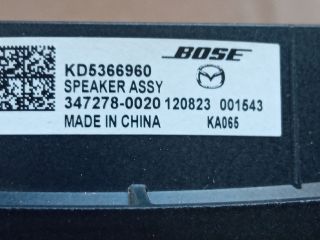 BOSE
KD5366960
SPEAKER ASSY
347278-0020 120823 001543
MADE IN CHINA KA065